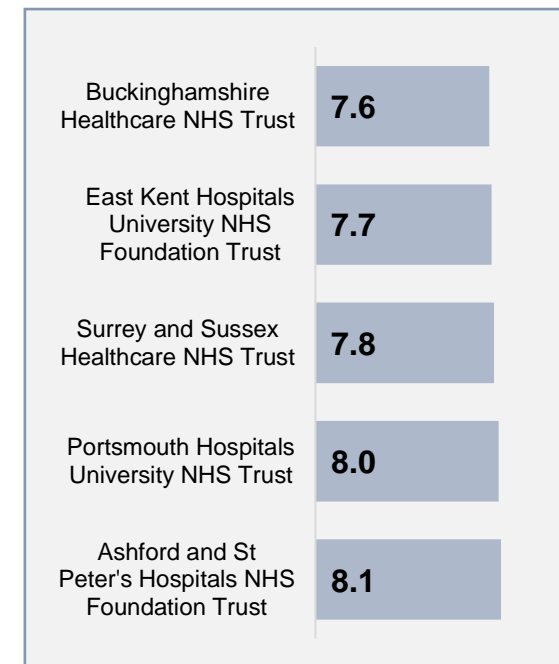 Buckinghamshire
Healthcare NHS Trust
7.6
East Kent Hospitals
University NHS
Foundation Trust
7.7
Surrey and Sussex
Healthcare NHS Trust
7.8
Portsmouth Hospitals
University NHS Trust
8.0
Ashford and St
Peter's Hospitals NHS
Foundation Trust
8.1